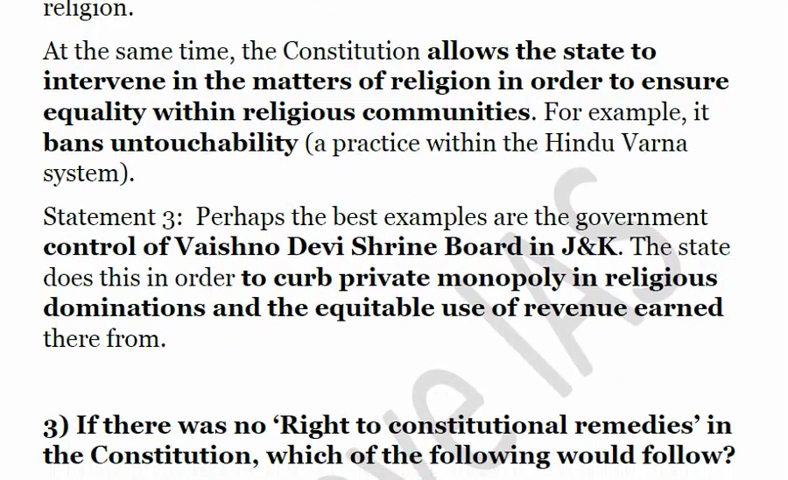 religion.
At the same time, the Constitution allows the state to
intervene in the matters of religion in order to ensure
equality within religious communities. For example, it
bans untouchability (a practice within the Hindu Varna
system).
Statement 3: Perhaps the best examples are the government
control of Vaishno Devi Shrine Board in J&K. The state
does this in order to curb private monopoly in religious
dominations and the equitable use of revenue earned
there from.
3) If there was no ‘Right to constitutional remedies’ in
the Constitution, which of the following would follow?